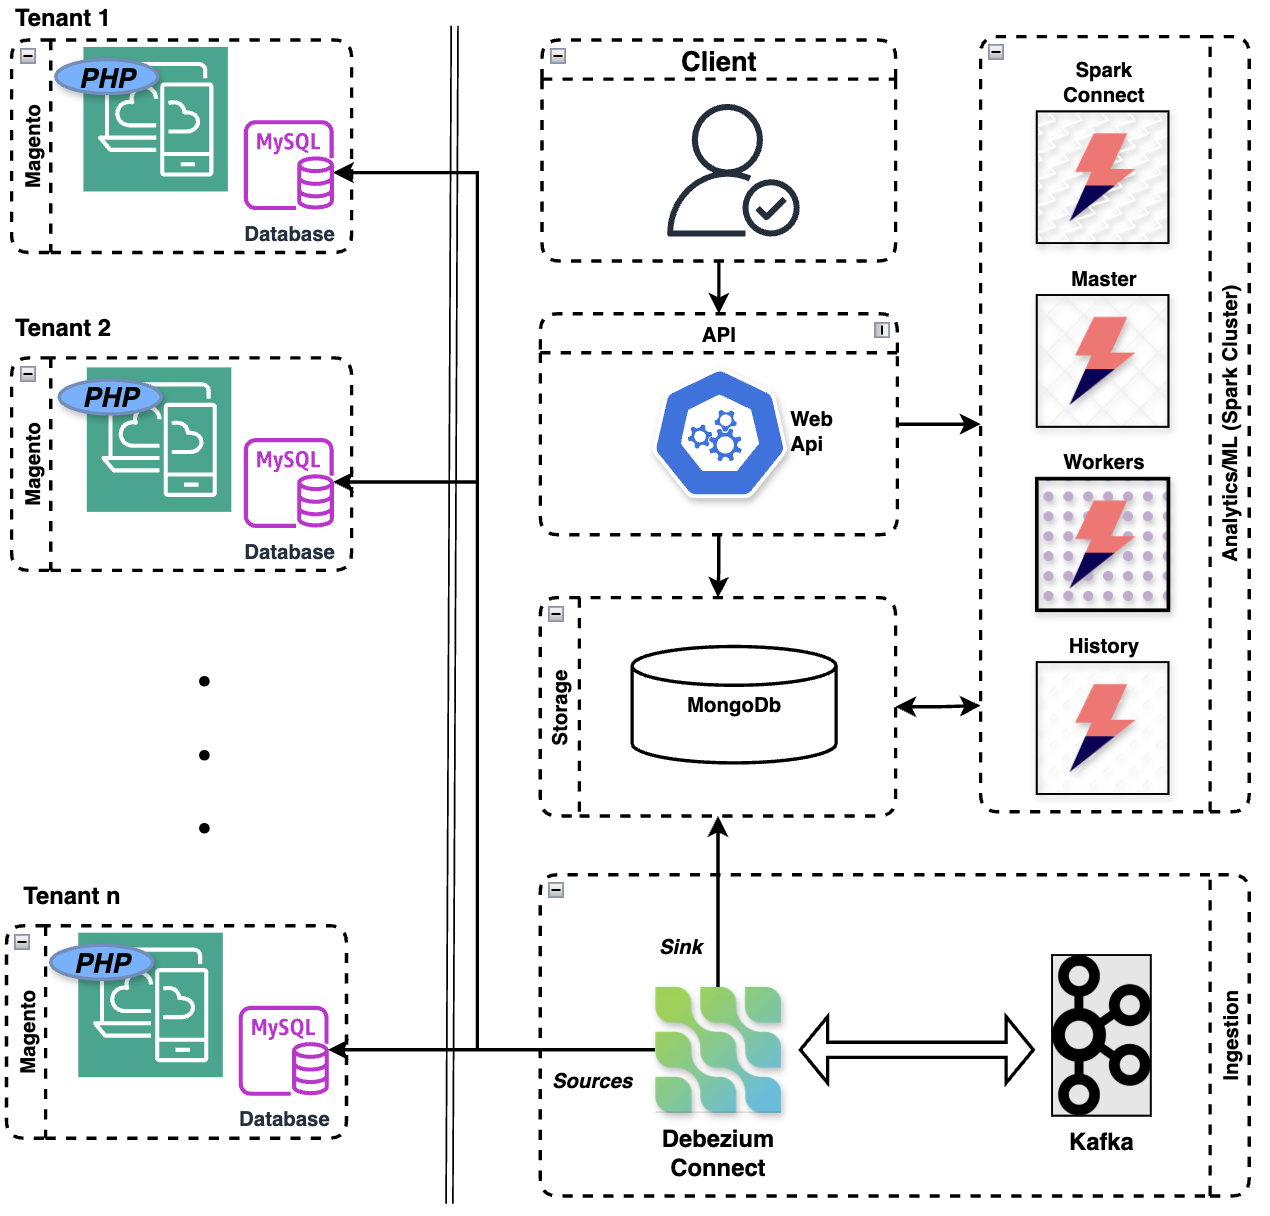 Tenant 1
PHP
Magento
MySQL
Database
Tenant 2
PHP
Magento
MySQL
Database
Tenant n
PHP
Magento
MySQL
Database
Client
API
Web
Api
Storage
MongoDb
Spark
Connect
Master
Workers
History
Analytics/ML (Spark Cluster)
Sink
Sources
Debezium
Connect
Kafka
Ingestion